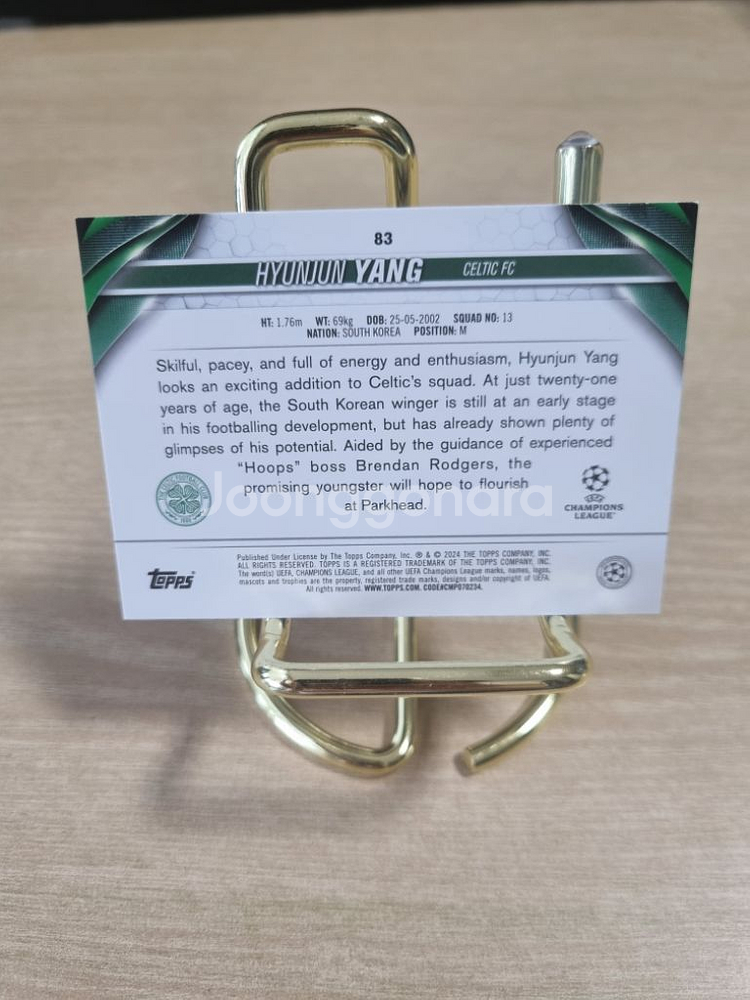 83
HYUNJUN YANG CELTIC FC
HT: 1.76m WT: 69kg DOB: 25-05-2002 SQUAD NO: 13
NATION: SOUTH KOREA POSITION: M
Skilful, pacey, and full of energy and enthusiasm, Hyunjun Yang
looks an exciting addition to Celtic's squad. At just twenty-one
years of age, the South Korean winger is still at an early stage
in his footballing development, but has already shown plenty of
glimpses of his potential. Aided by the guidance of experienced
"Hoops" boss Brendan Rodgers, the
promising youngster will hope to flourish
at Parkhead.
Joonggonara
UEFA
CHAMPIONS
LEAGUE
Topps
Published Under License by The Topps Company, Inc. ® & © 2024 THE TOPPS COMPANY, INC.
ALL RIGHTS RESERVED. TOPPS IS A REGISTERED TRADEMARK OF THE TOPPS COMPANY, INC.
The word(s) UEFA, CHAMPIONS LEAGUE, and all other UEFA Champions League marks, names, logos,
mascots and trophies are the property, registered trade marks, designs and/or copyright of UEFA.
All rights reserved. WWW.TOPPS.COM. CODE#CMP070234.